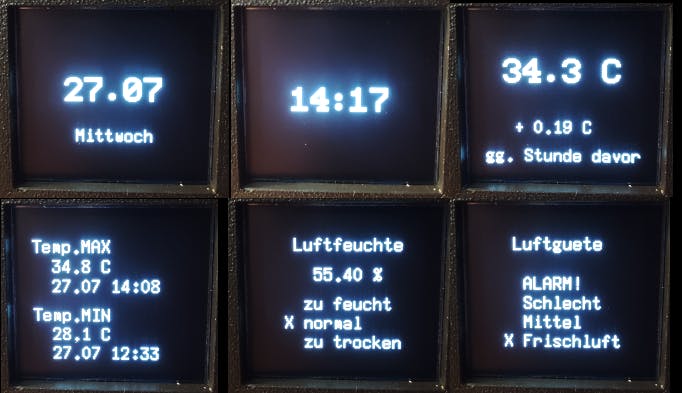 27.07
Mittwoch
14:17
34.3 C
+ 0.19 C
gg. Stunde davor
Temp.MAX
34.8 C
27.07 14:08
Temp.MIN
28.1 C
27.07 12:33
Luftfeuchte
55.40 %
zu feucht
X normal
zu trocken
Luftguete
ALARM!
Schlecht
Mittel
X Frischluft